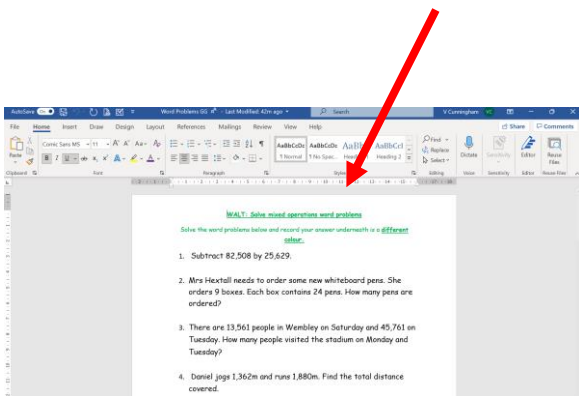 AutoSave On Word Problems GG - Last Modified: 42m ago Search V Cunningham VC
File Home Insert Draw Design Layout References Mailings Review View Help Share Comments
Comic Sans MS 11 AaBbCcDc AaBbCcDc AaBbC AaBbCcI Find
Paste Replace Dictate Sensitivity Editor Reuse Files
1 Normal 1 No Spac... Heading 2 Select
Clipboard Font Paragraph Styles Editing Voice Sensitivity Editor Reuse Files
WALT: Solve mixed operations word problems
Solve the word problems below and record your answer underneath is a different
colour.
1. Subtract 82,508 by 25,629.
2. Mrs Hextall needs to order some new whiteboard pens. She
orders 9 boxes. Each box contains 24 pens. How many pens are
ordered?
3. There are 13,561 people in Wembley on Saturday and 45,761 on
Tuesday. How many people visited the stadium on Monday and
Tuesday?
4. Daniel jogs 1,362m and runs 1,880m. Find the total distance
covered.